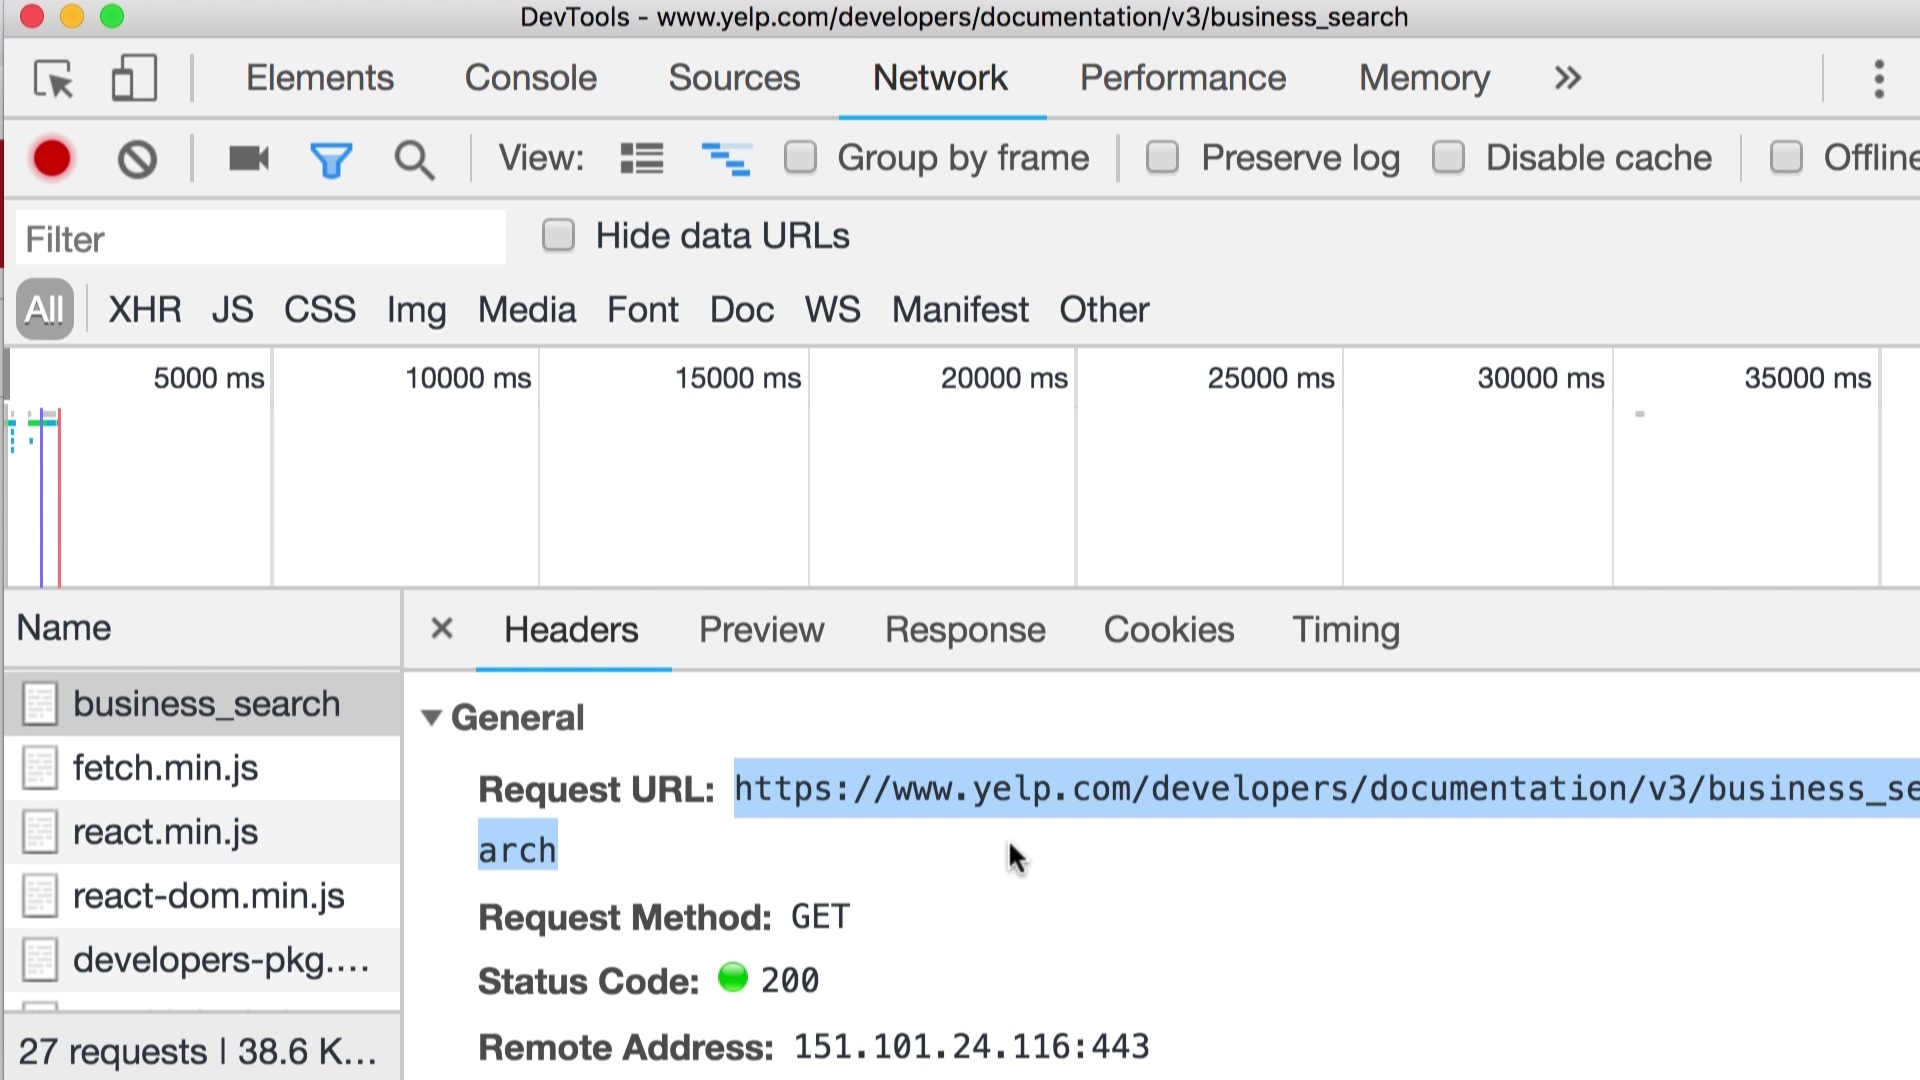 DevTools - www.yelp.com/developers/documentation/v3/business_search
Elements Console Sources Network Performance Memory »
View: Group by frame Preserve log Disable cache Offline
Filter Hide data URLs
All XHR JS CSS Img Media Font Doc WS Manifest Other
5000 ms 10000 ms 15000 ms 20000 ms 25000 ms 30000 ms 35000 ms
Name × Headers Preview Response Cookies Timing
business_search
fetch.min.js
react.min.js
react-dom.min.js
developers-pkg....
27 requests | 38.6 K...
General
Request URL: https://www.yelp.com/developers/documentation/v3/business_se
arch
Request Method: GET
Status Code: 200
Remote Address: 151.101.24.116:443